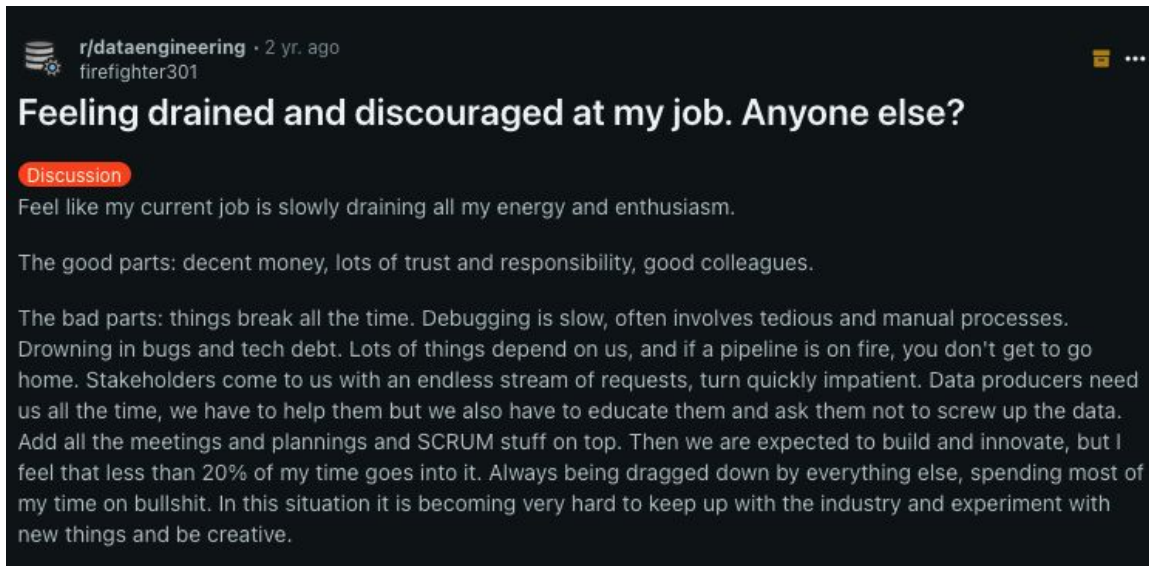 r/dataengineering · 2 yr. ago
firefighter301
Feeling drained and discouraged at my job. Anyone else?
Discussion
Feel like my current job is slowly draining all my energy and enthusiasm.
The good parts: decent money, lots of trust and responsibility, good colleagues.
The bad parts: things break all the time. Debugging is slow, often involves tedious and manual processes.
Drowning in bugs and tech debt. Lots of things depend on us, and if a pipeline is on fire, you don't get to go
home. Stakeholders come to us with an endless stream of requests, turn quickly impatient. Data producers need
us all the time, we have to help them but we also have to educate them and ask them not to screw up the data.
Add all the meetings and plannings and SCRUM stuff on top. Then we are expected to build and innovate, but I
feel that less than 20% of my time goes into it. Always being dragged down by everything else, spending most of
my time on bullshit. In this situation it is becoming very hard to keep up with the industry and experiment with
new things and be creative.